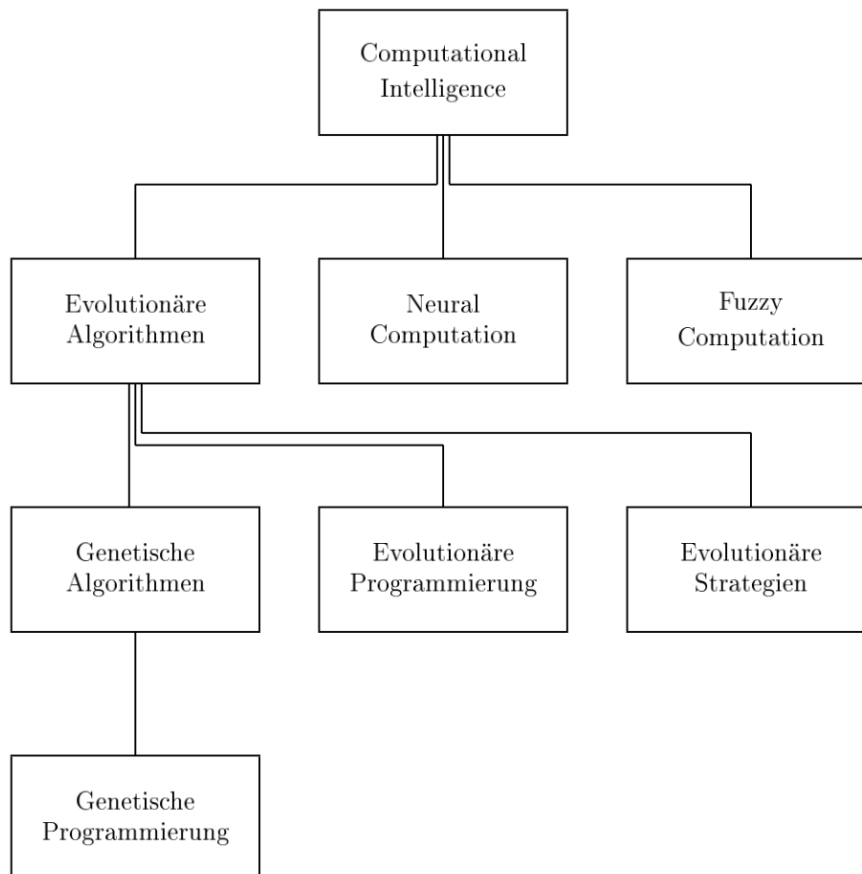 Computational
Intelligence
Evolutionäre
Algorithmen
Neural
Computation
Fuzzy
Computation
Genetische
Algorithmen
Evolutionäre
Programmierung
Evolutionäre
Strategien
Genetische
Programmierung